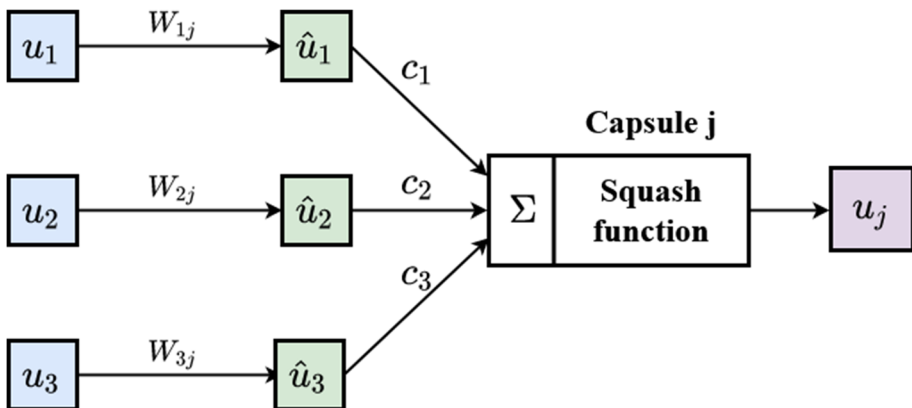 u₁ W₁ⱼ û₁
c₁
Capsule j
u₂ W₂ⱼ û₂ c₂ Σ Squash function uⱼ
c₃
u₃ W₃ⱼ û₃